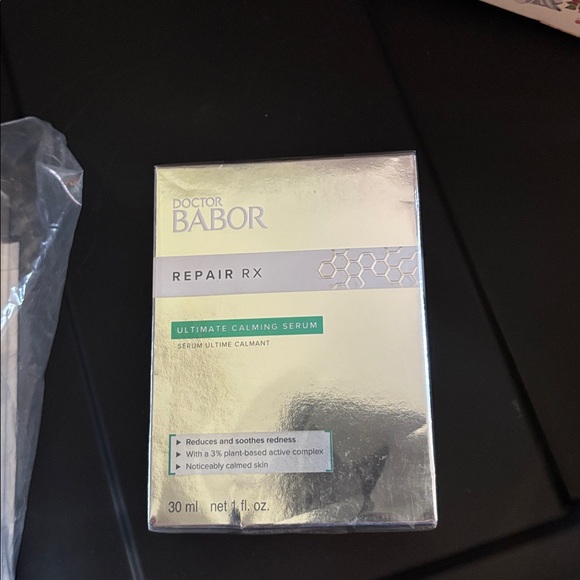 DOCTOR
BABOR
REPAIR RX
ULTIMATE CALMING SERUM
SÉRUM ULTIME CALMANT
▶ Reduces and soothes redness
▶ With a 3% plant-based active complex
▶ Noticeably calmed skin
30 ml net 1 fl. oz.